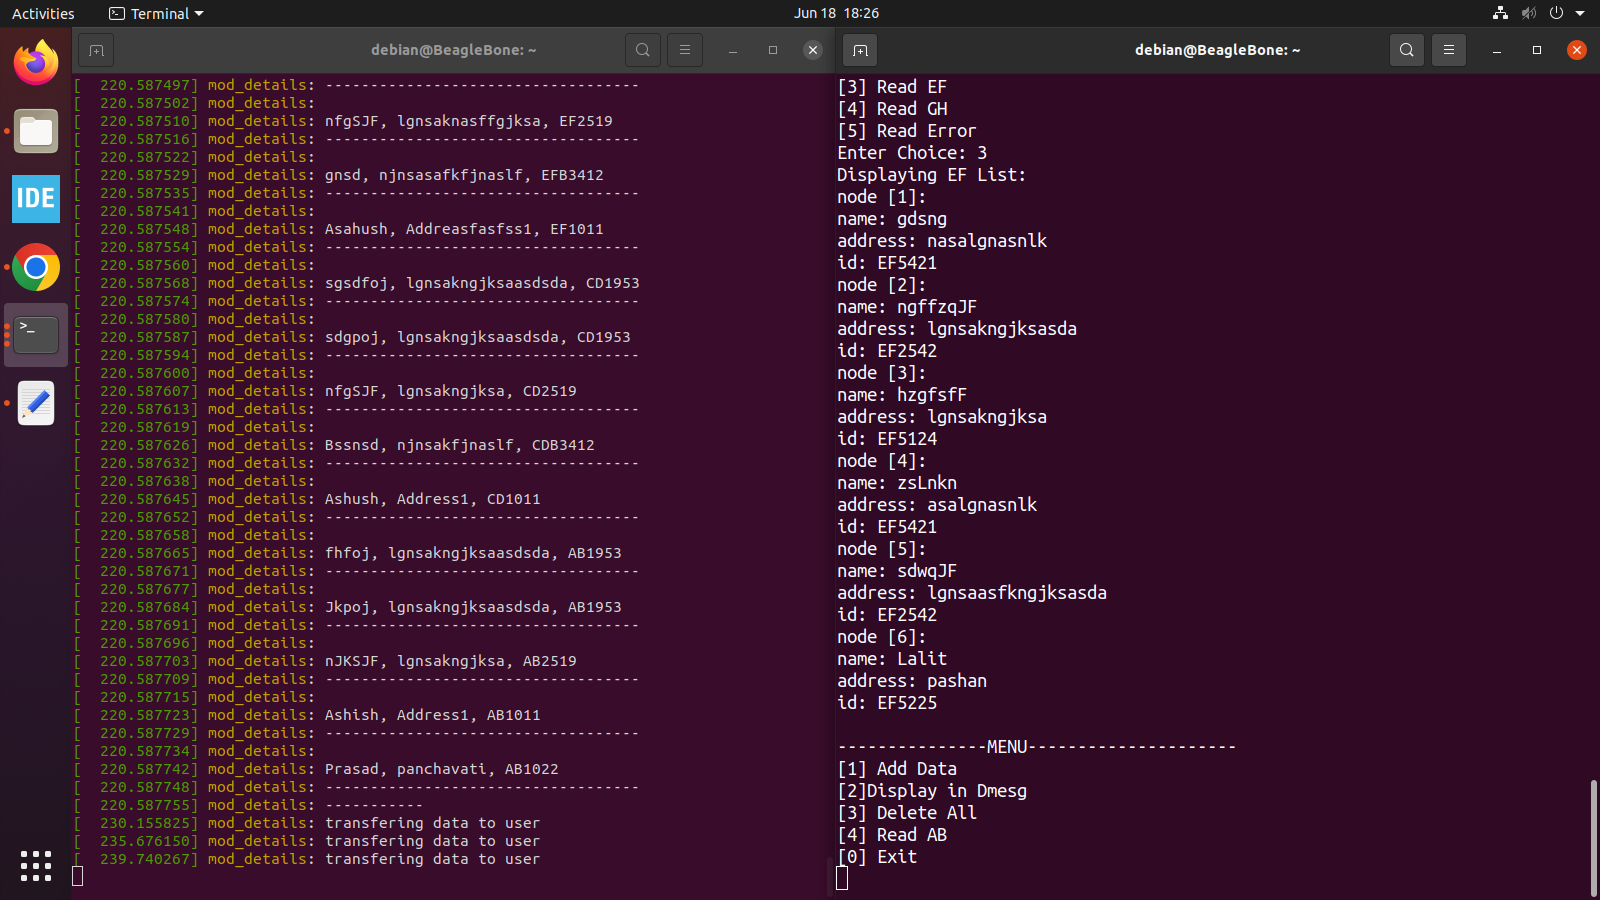 Activities
Terminal
Jun 18 18:26
debian@BeagleBone: ~
debian@BeagleBone: ~
IDE
>_
[ 220.587497] mod_details: -----------------------------------
[ 220.587502] mod_details:
[ 220.587510] mod_details: nfgSJF, lgnsaknasffgjksa, EF2519
[ 220.587516] mod_details: -----------------------------------
[ 220.587522] mod_details:
[ 220.587529] mod_details: gnsd, njnsasafkfjnaslf, EFB3412
[ 220.587535] mod_details: -----------------------------------
[ 220.587541] mod_details:
[ 220.587548] mod_details: Asahush, Addreasfasfss1, EF1011
[ 220.587554] mod_details: -----------------------------------
[ 220.587560] mod_details:
[ 220.587568] mod_details: sgsdfoj, lgnsakngjksaasdsda, CD1953
[ 220.587574] mod_details: -----------------------------------
[ 220.587580] mod_details:
[ 220.587587] mod_details: sdgpoj, lgnsakngjksaasdsda, CD1953
[ 220.587594] mod_details: -----------------------------------
[ 220.587600] mod_details:
[ 220.587607] mod_details: nfgSJF, lgnsakngjksa, CD2519
[ 220.587613] mod_details: -----------------------------------
[ 220.587619] mod_details:
[ 220.587626] mod_details: Bssnsd, njnsakfjnaslf, CDB3412
[ 220.587632] mod_details: -----------------------------------
[ 220.587638] mod_details:
[ 220.587645] mod_details: Ashush, Address1, CD1011
[ 220.587652] mod_details: -----------------------------------
[ 220.587658] mod_details:
[ 220.587665] mod_details: fhfoj, lgnsakngjksaasdsda, AB1953
[ 220.587671] mod_details: -----------------------------------
[ 220.587677] mod_details:
[ 220.587684] mod_details: Jkpoj, lgnsakngjksaasdsda, AB1953
[ 220.587691] mod_details: -----------------------------------
[ 220.587696] mod_details:
[ 220.587703] mod_details: nJKSJF, lgnsakngjksa, AB2519
[ 220.587709] mod_details: -----------------------------------
[ 220.587715] mod_details:
[ 220.587723] mod_details: Ashish, Address1, AB1011
[ 220.587729] mod_details: -----------------------------------
[ 220.587734] mod_details:
[ 220.587742] mod_details: Prasad, panchavati, AB1022
[ 220.587748] mod_details: -----------------------------------
[ 220.587755] mod_details: -----------
[ 230.155825] mod_details: transfering data to user
[ 235.676150] mod_details: transfering data to user
[ 239.740267] mod_details: transfering data to user
[3] Read EF
[4] Read GH
[5] Read Error
Enter Choice: 3
Displaying EF List:
node [1]:
name: gdsng
address: nasalgnasnlk
id: EF5421
node [2]:
name: ngffzqJF
address: lgnsakngjksasda
id: EF2542
node [3]:
name: hzgfsfF
address: lgnsakngjksa
id: EF5124
node [4]:
name: zsLnkn
address: asalgnasnlk
id: EF5421
node [5]:
name: sdwqJF
address: lgnsaasfkngjksasda
id: EF2542
node [6]:
name: Lalit
address: pashan
id: EF5225
---------------MENU---------------------
[1] Add Data
[2]Display in Dmesg
[3] Delete All
[4] Read AB
[0] Exit